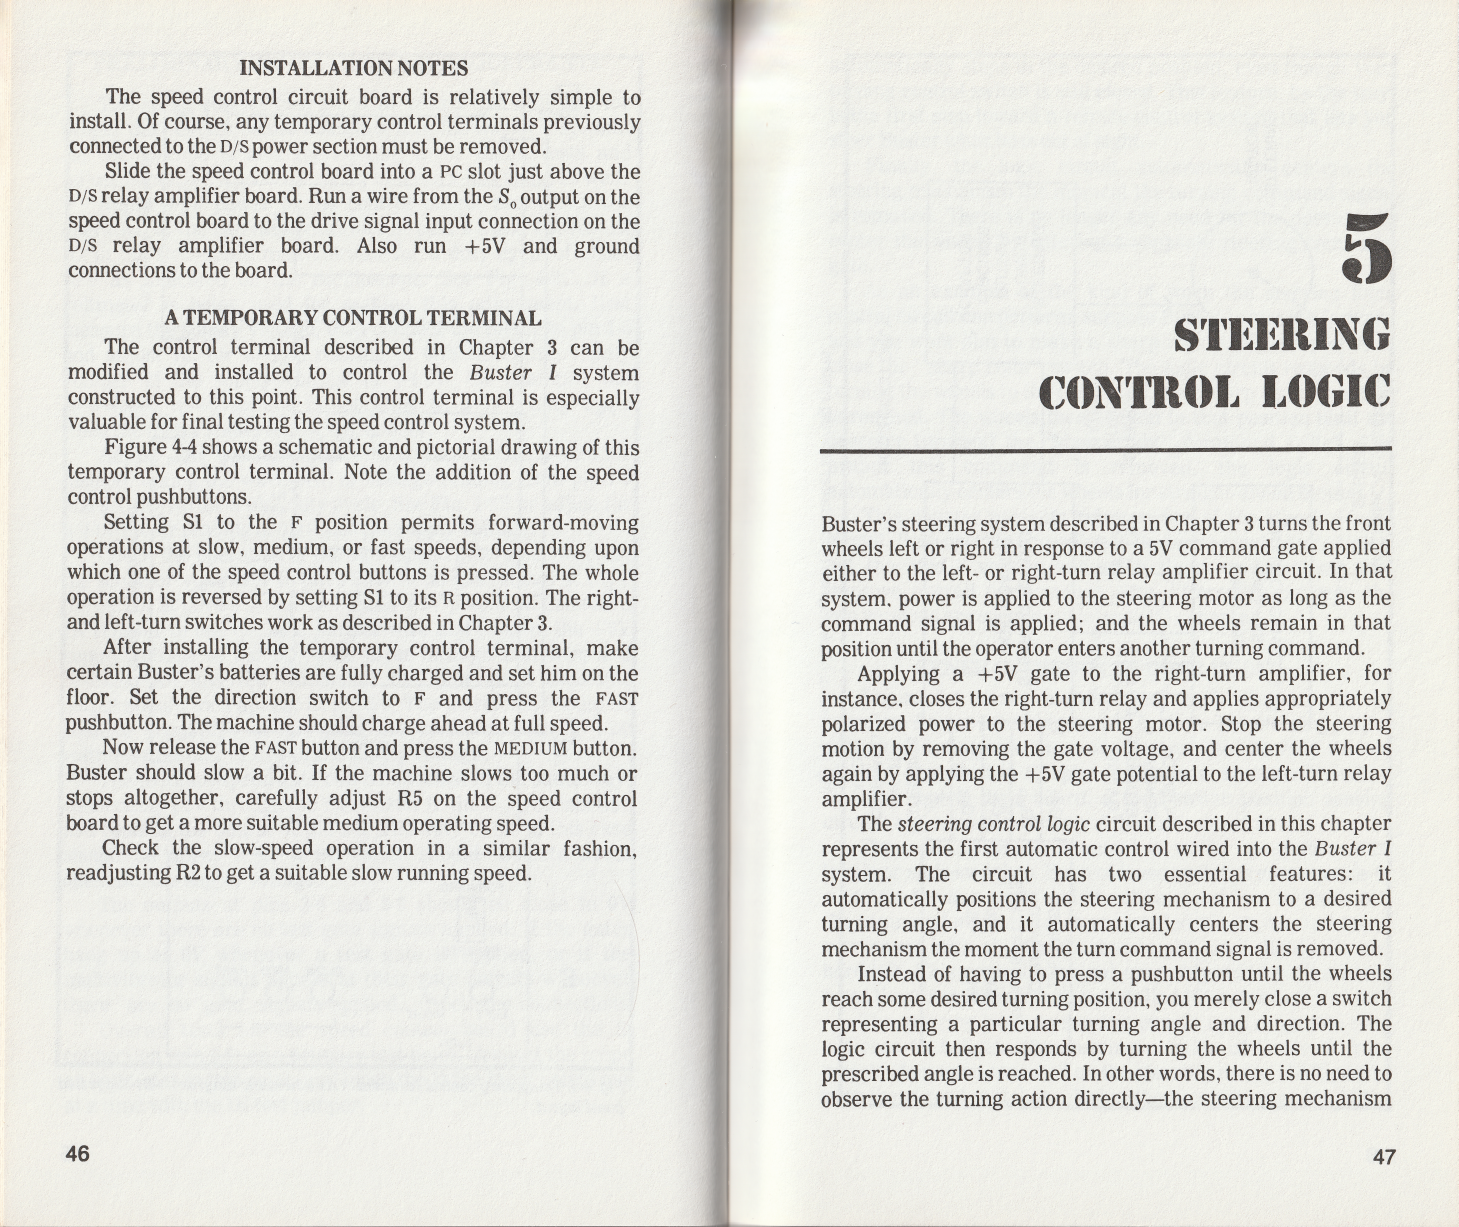 INSTALLATION NOTES
The speed control circuit board is relatively simple to
install. Of course, any temporary control terminals previously
connected to the D/S power section must be removed.
Slide the speed control board into a PC slot just above the
D/S relay amplifier board. Run a wire from the So output on the
speed control board to the drive signal input connection on the
D/S relay amplifier board. Also run +5V and ground
connections to the board.
A TEMPORARY CONTROL TERMINAL
The control terminal described in Chapter 3 can be
modified and installed to control the Buster I system
constructed to this point. This control terminal is especially
valuable for final testing the speed control system.
Figure 4-4 shows a schematic and pictorial drawing of this
temporary control terminal. Note the addition of the speed
control pushbuttons.
Setting S1 to the F position permits forward-moving
operations at slow, medium, or fast speeds, depending upon
which one of the speed control buttons is pressed. The whole
operation is reversed by setting S1 to its R position. The right-
and left-turn switches work as described in Chapter 3.
After installing the temporary control terminal, make
certain Buster's batteries are fully charged and set him on the
floor. Set the direction switch to F and press the FAST
pushbutton. The machine should charge ahead at full speed.
Now release the FAST button and press the MEDIUM button.
Buster should slow a bit. If the machine slows too much or
stops altogether, carefully adjust R5 on the speed control
board to get a more suitable medium operating speed.
Check the slow-speed operation in a similar fashion,
readjusting R2 to get a suitable slow running speed.
46
5
STEERING
CONTROL LOGIC
Buster's steering system described in Chapter 3 turns the front
wheels left or right in response to a 5V command gate applied
either to the left- or right-turn relay amplifier circuit. In that
system, power is applied to the steering motor as long as the
command signal is applied; and the wheels remain in that
position until the operator enters another turning command.
Applying a +5V gate to the right-turn amplifier, for
instance, closes the right-turn relay and applies appropriately
polarized power to the steering motor. Stop the steering
motion by removing the gate voltage, and center the wheels
again by applying the +5V gate potential to the left-turn relay
amplifier.
The steering control logic circuit described in this chapter
represents the first automatic control wired into the Buster I
system. The circuit has two essential features: it
automatically positions the steering mechanism to a desired
turning angle, and it automatically centers the steering
mechanism the moment the turn command signal is removed.
Instead of having to press a pushbutton until the wheels
reach some desired turning position, you merely close a switch
representing a particular turning angle and direction. The
logic circuit then responds by turning the wheels until the
prescribed angle is reached. In other words, there is no need to
observe the turning action directly—the steering mechanism
47